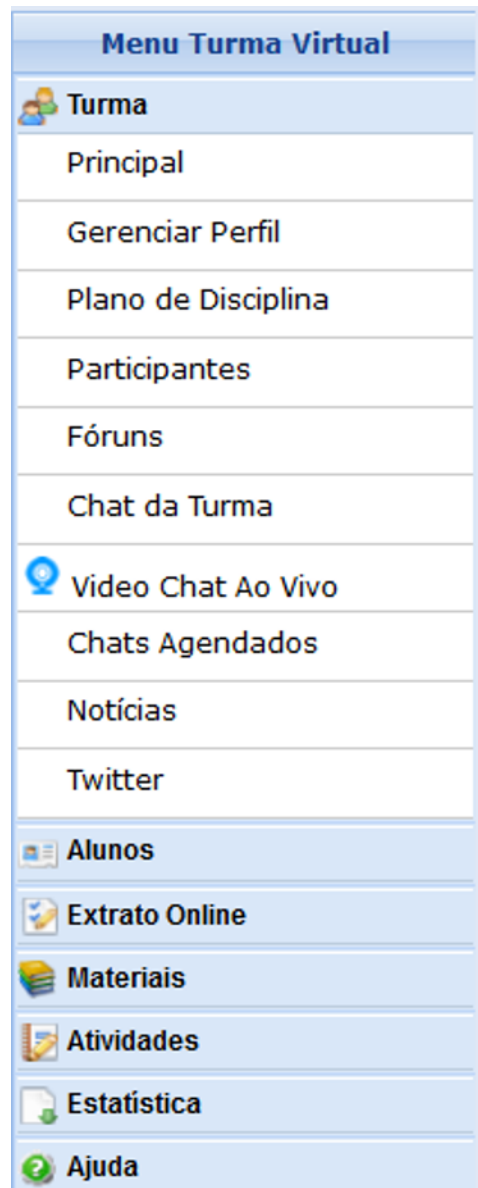 Menu Turma Virtual
Turma
Principal
Gerenciar Perfil
Plano de Disciplina
Participantes
Fóruns
Chat da Turma
Video Chat Ao Vivo
Chats Agendados
Notícias
Twitter
Alunos
Extrato Online
Materiais
Atividades
Estatística
Ajuda